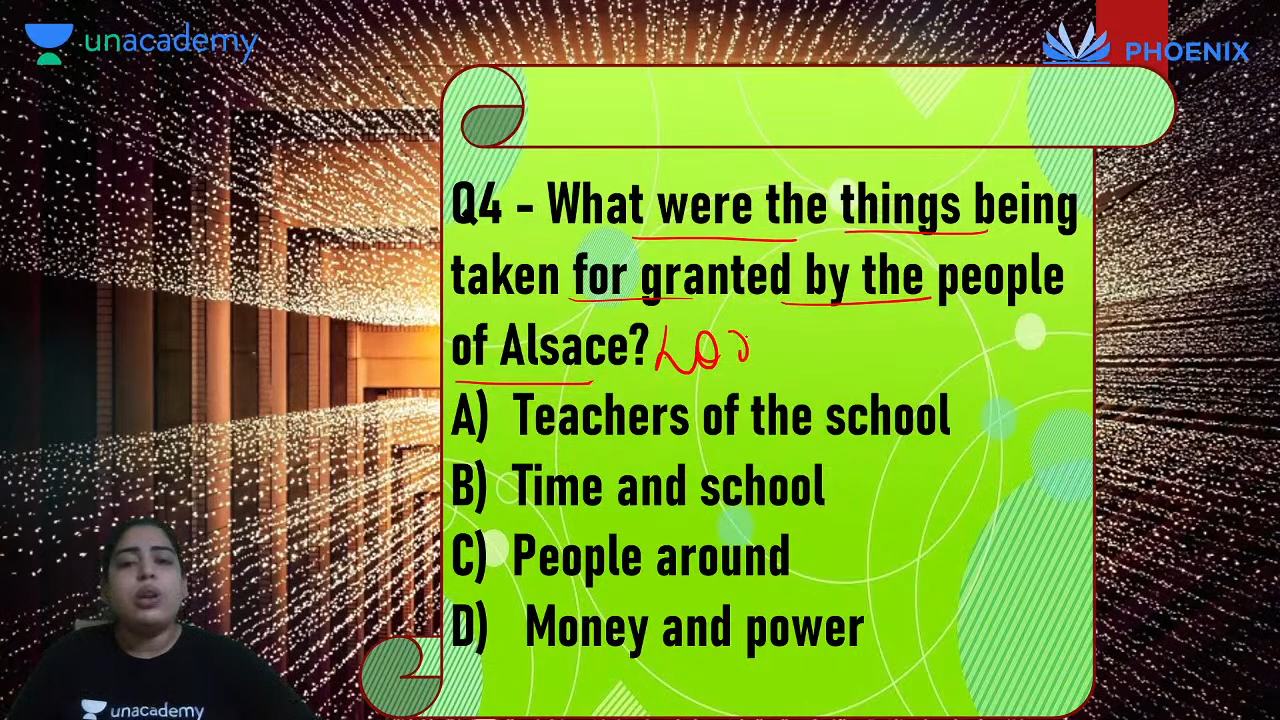 unacademy
PHOENIX
Q4 - What were the things being
taken for granted by the people
of Alsace?
A) Teachers of the school
B) Time and school
C) People around
D) Money and power
unacademy